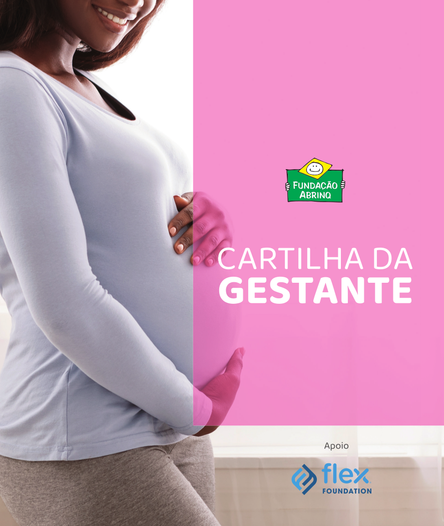 FUNDAÇÃO
ABRINQ
CARTILHA DA
GESTANTE
Apoio
flex
FOUNDATION